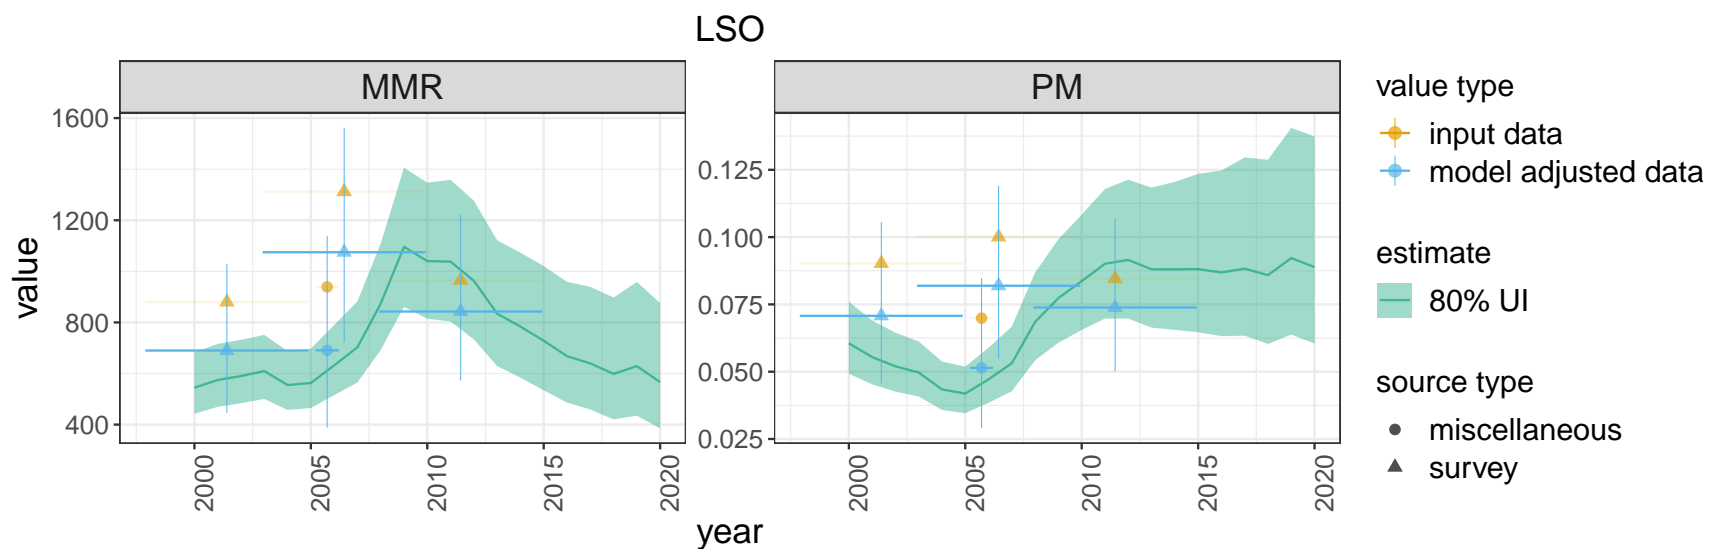 LSO
MMR
PM
value
1600
1200
800
400
0.125
0.100
0.075
0.050
0.025
2000
2005
2010
2015
2020
2000
2005
2010
2015
2020
year
value type
input data
model adjusted data
estimate
80% UI
source type
miscellaneous
survey